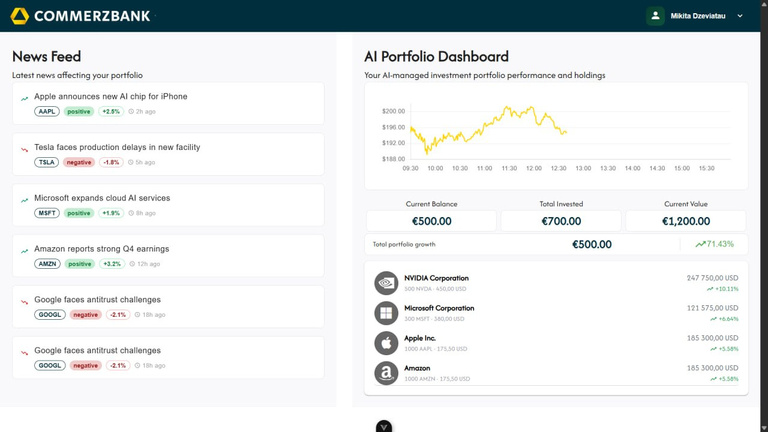 COMMERZBANK
Mikita Dzeviatau
News Feed
Latest news affecting your portfolio
Apple announces new AI chip for iPhone
AAPL positive +2.5% 2h ago
Tesla faces production delays in new facility
TSLA negative -1.8% 5h ago
Microsoft expands cloud AI services
MSFT positive +1.9% 8h ago
Amazon reports strong Q4 earnings
AMZN positive +3.2% 12h ago
Google faces antitrust challenges
GOOGL negative -2.1% 18h ago
Google faces antitrust challenges
GOOGL negative -2.1% 18h ago
AI Portfolio Dashboard
Your AI-managed investment portfolio performance and holdings
$200.00
$196.00
$192.00
$188.00
09:30 10:00 10:30 11:00 11:30 12:00 12:30 13:00 13:30 14:00 14:30 15:00 15:30
Current Balance Total Invested Current Value
€500.00 €700.00 €1,200.00
Total portfolio growth €500.00 71.43%
NVIDIA Corporation 247 750,00 USD
500 NVDA · 450,00 USD +10.11%
Microsoft Corporation 121 575,00 USD
300 MSFT · 380,00 USD +6.64%
Apple Inc. 185 300,00 USD
1000 AAPL · 175,50 USD +5.58%
Amazon 185 300,00 USD
1000 AMZN · 175,50 USD +5.58%